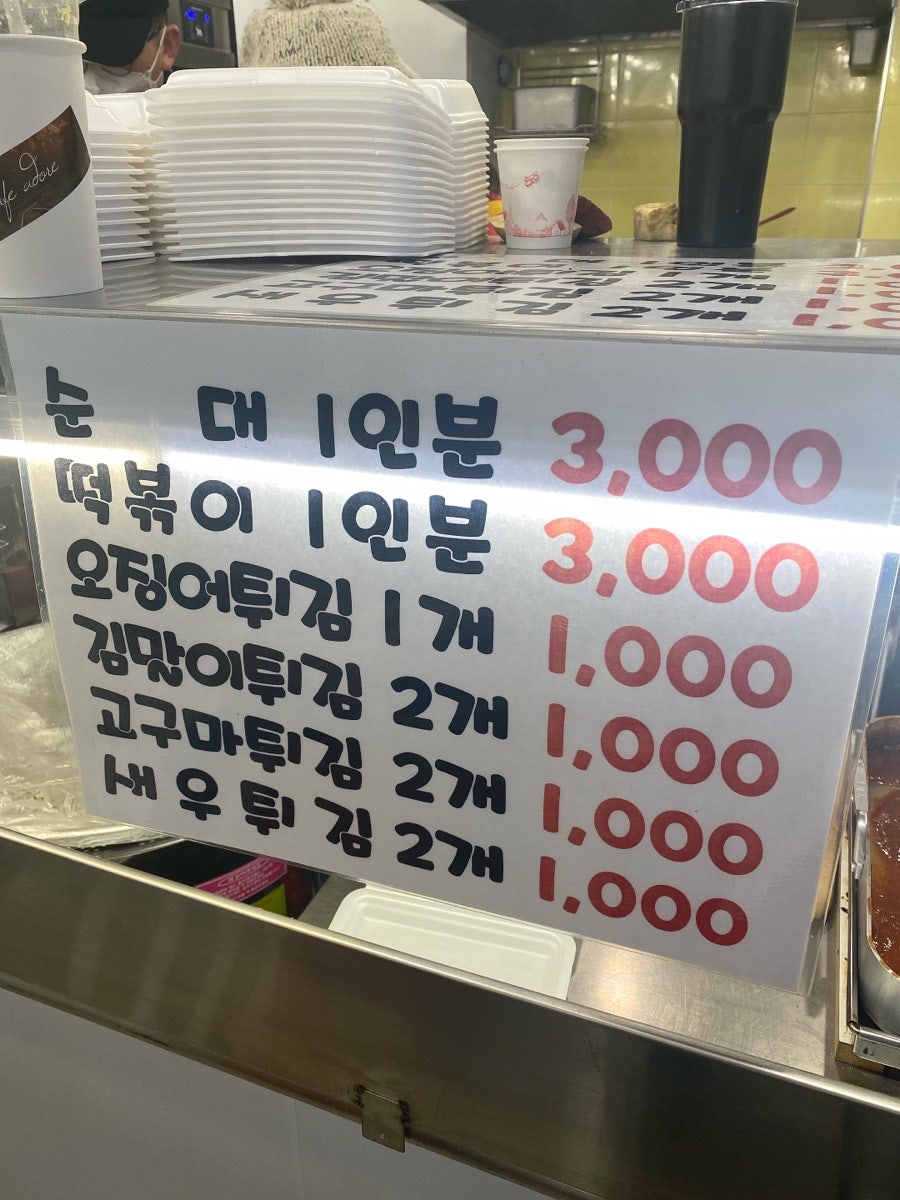 adore
순 대 1인분 3,000
떡볶이 1인분 3,000
오징어튀김 1개 1,000
김말이튀김 2개 1,000
고구마튀김 2개 1,000
새우튀김 2개 1,000